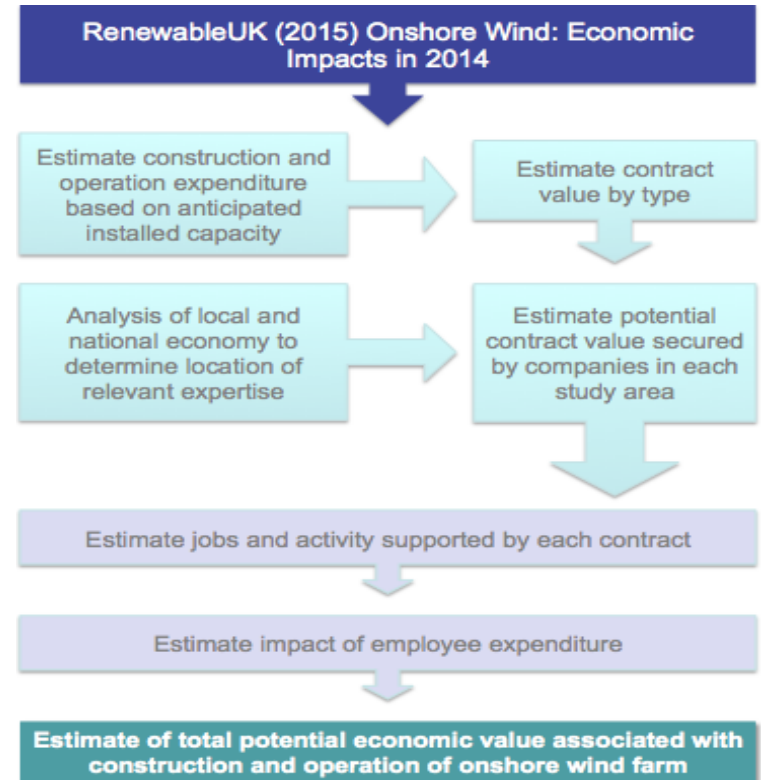 RenewableUK (2015) Onshore Wind: Economic
Impacts in 2014
Estimate construction and
operation expenditure
based on anticipated
installed capacity
Estimate contract
value by type
Analysis of local and
national economy to
determine location of
relevant expertise
Estimate potential
contract value secured
by companies in each
study area
Estimate jobs and activity supported by each contract
Estimate impact of employee expenditure
Estimate of total potential economic value associated with
construction and operation of onshore wind farm